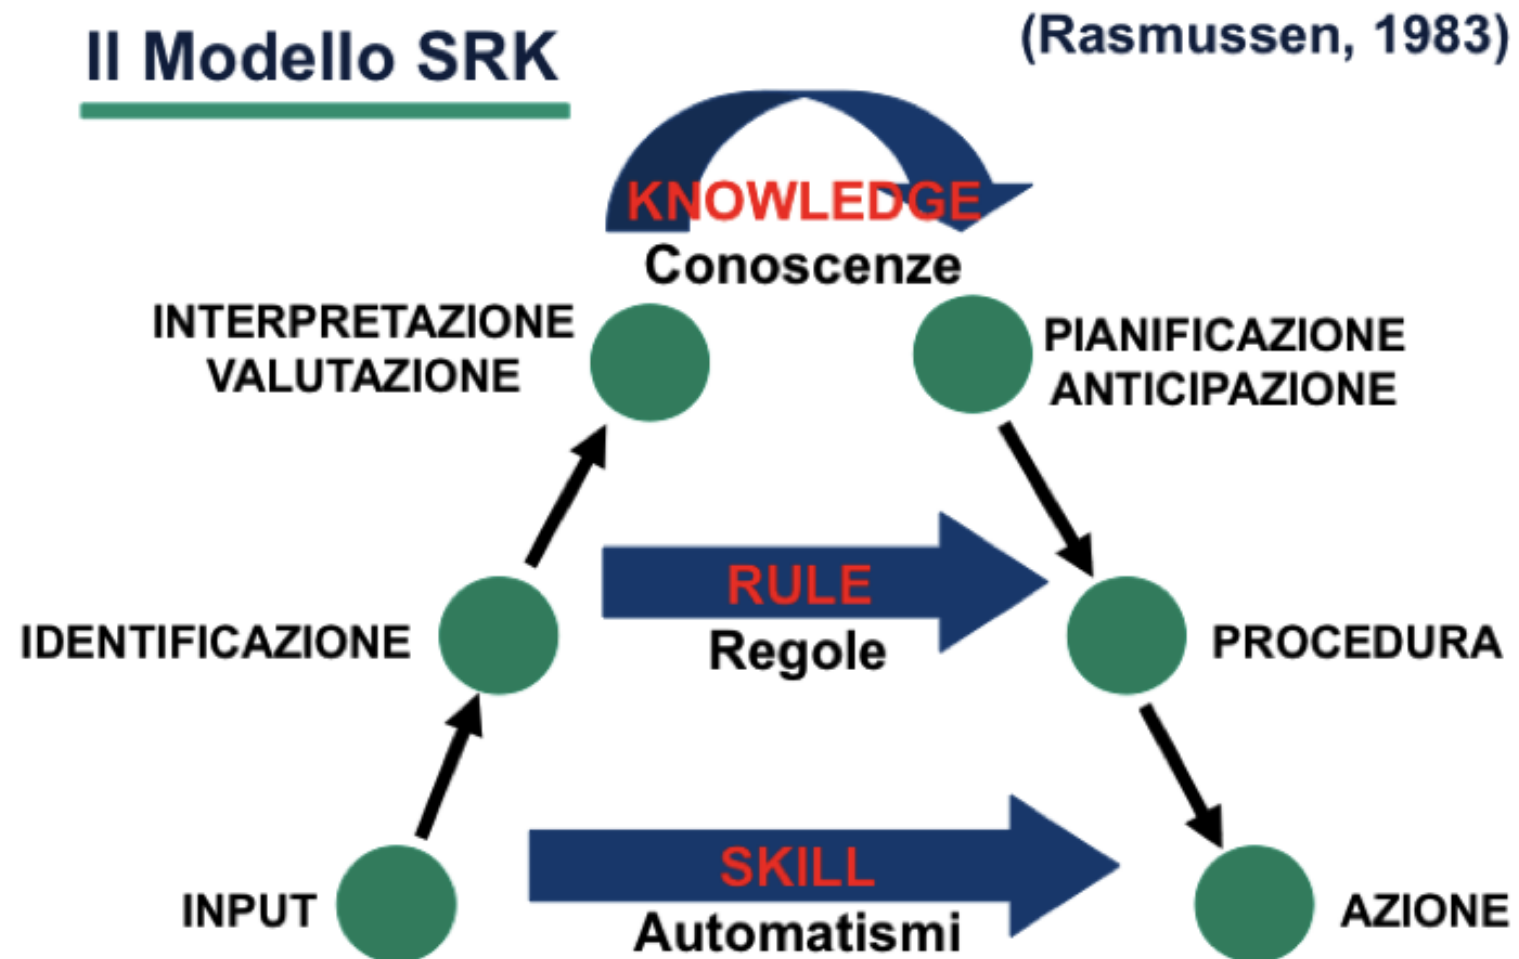 Il Modello SRK
(Rasmussen, 1983)
KNOWLEDGE
Conoscenze
INTERPRETAZIONE
VALUTAZIONE
PIANIFICAZIONE
ANTICIPAZIONE
IDENTIFICAZIONE
RULE
Regole
PROCEDURA
INPUT
SKILL
Automatismi
AZIONE